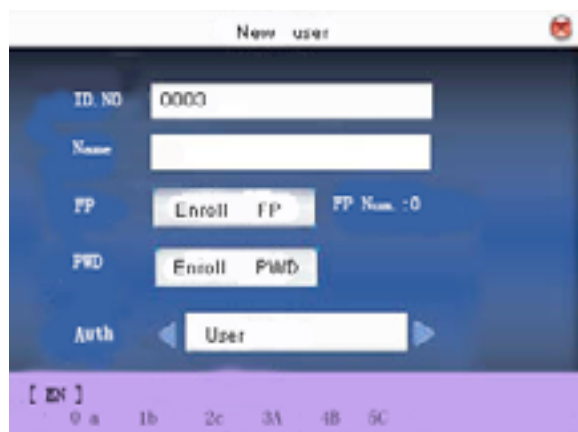 New user
ID.NO 0003
Name
FP Enroll FP FP Num. :0
PWD Enroll PWD
Auth User
[ EN ]
0 a 1b 2c 3A 4B 5C